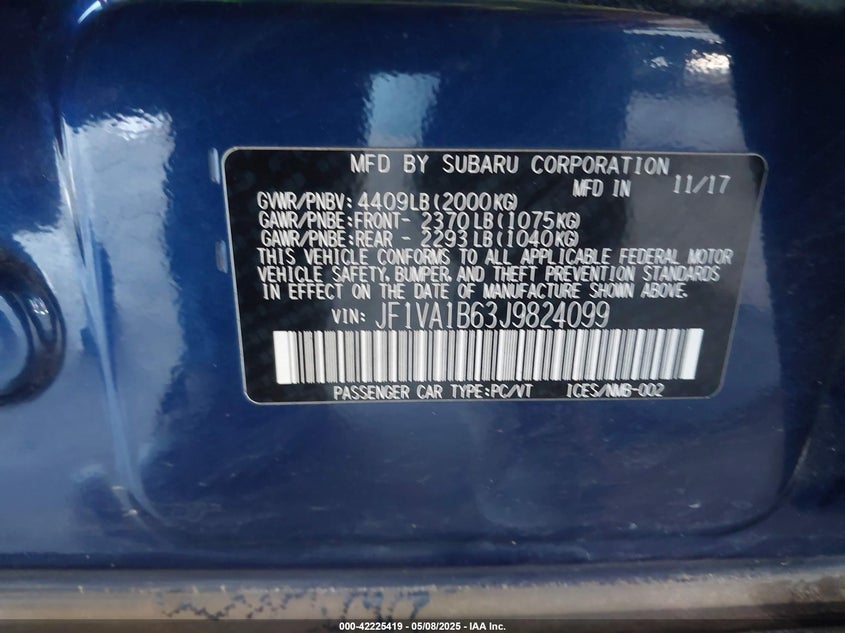 MFD BY SUBARU CORPORATION
MFD IN 11/17
GVWR/PNBV: 4409LB(2000KG)
GAWR/PNBE:FRONT- 2370LB(1075KG)
GAWR/PNBE:REAR - 2293LB(1040KG)
THIS VEHICLE CONFORMS TO ALL APPLICABLE FEDERAL MOTOR
VEHICLE SAFETY, BUMPER, AND THEFT PREVENTION STANDARDS
IN EFFECT ON THE DATE OF MANUFACTURE SHOWN ABOVE.
VIN: JF1VA1B63J9824099
PASSENGER CAR TYPE:PC/VT ICES/NMB-002
000-42225419 - 05/08/2025 - IAA Inc.